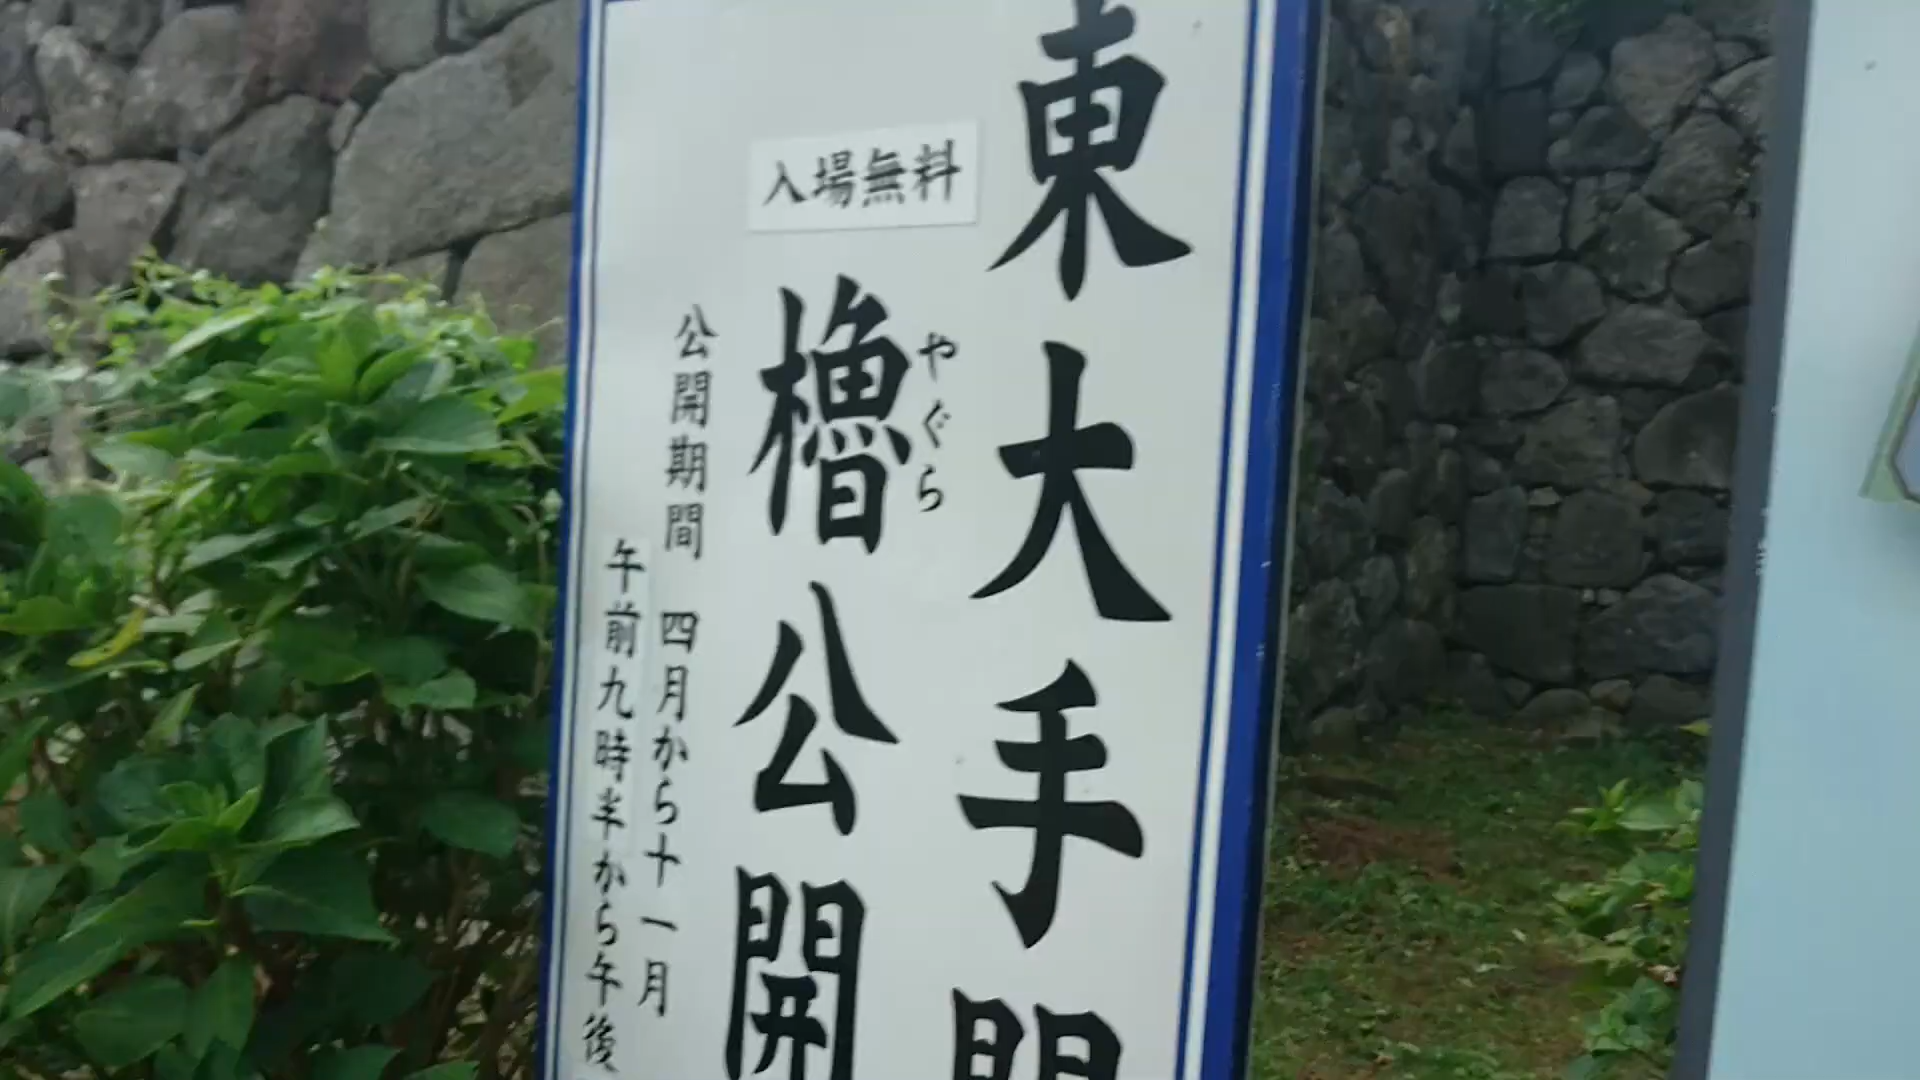 東大手門
入場無料
やぐら
櫓公開
公開期間 四月から十一月
午前九時半から午後